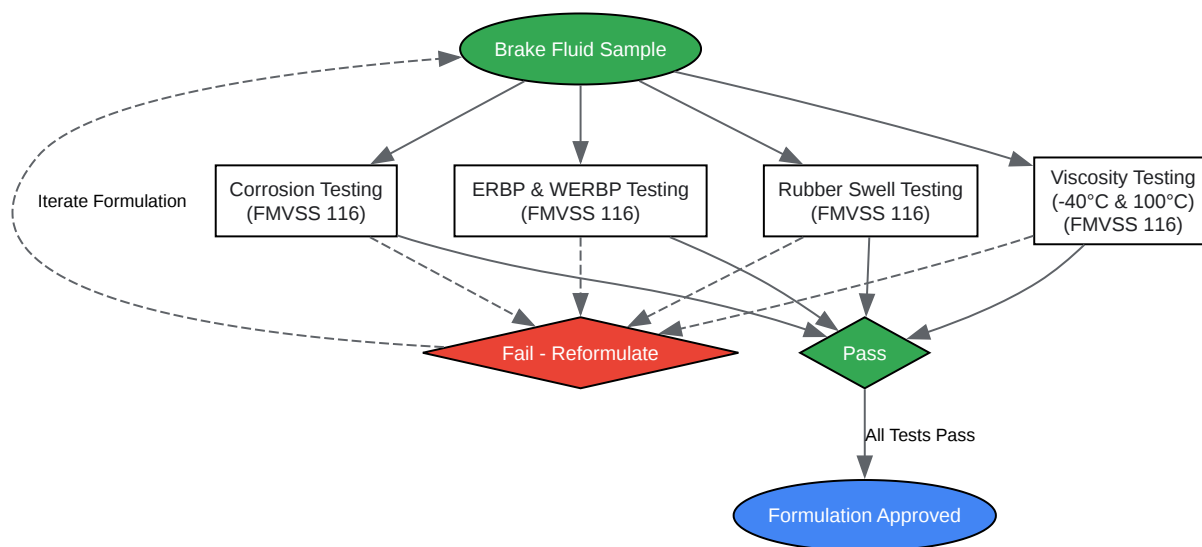 Brake Fluid Sample
Iterate Formulation
Corrosion Testing
(FMVSS 116)
ERBP & WERBP Testing
(FMVSS 116)
Rubber Swell Testing
(FMVSS 116)
Viscosity Testing
(-40°C & 100°C)
(FMVSS 116)
Fail - Reformulate
Pass
All Tests Pass
Formulation Approved